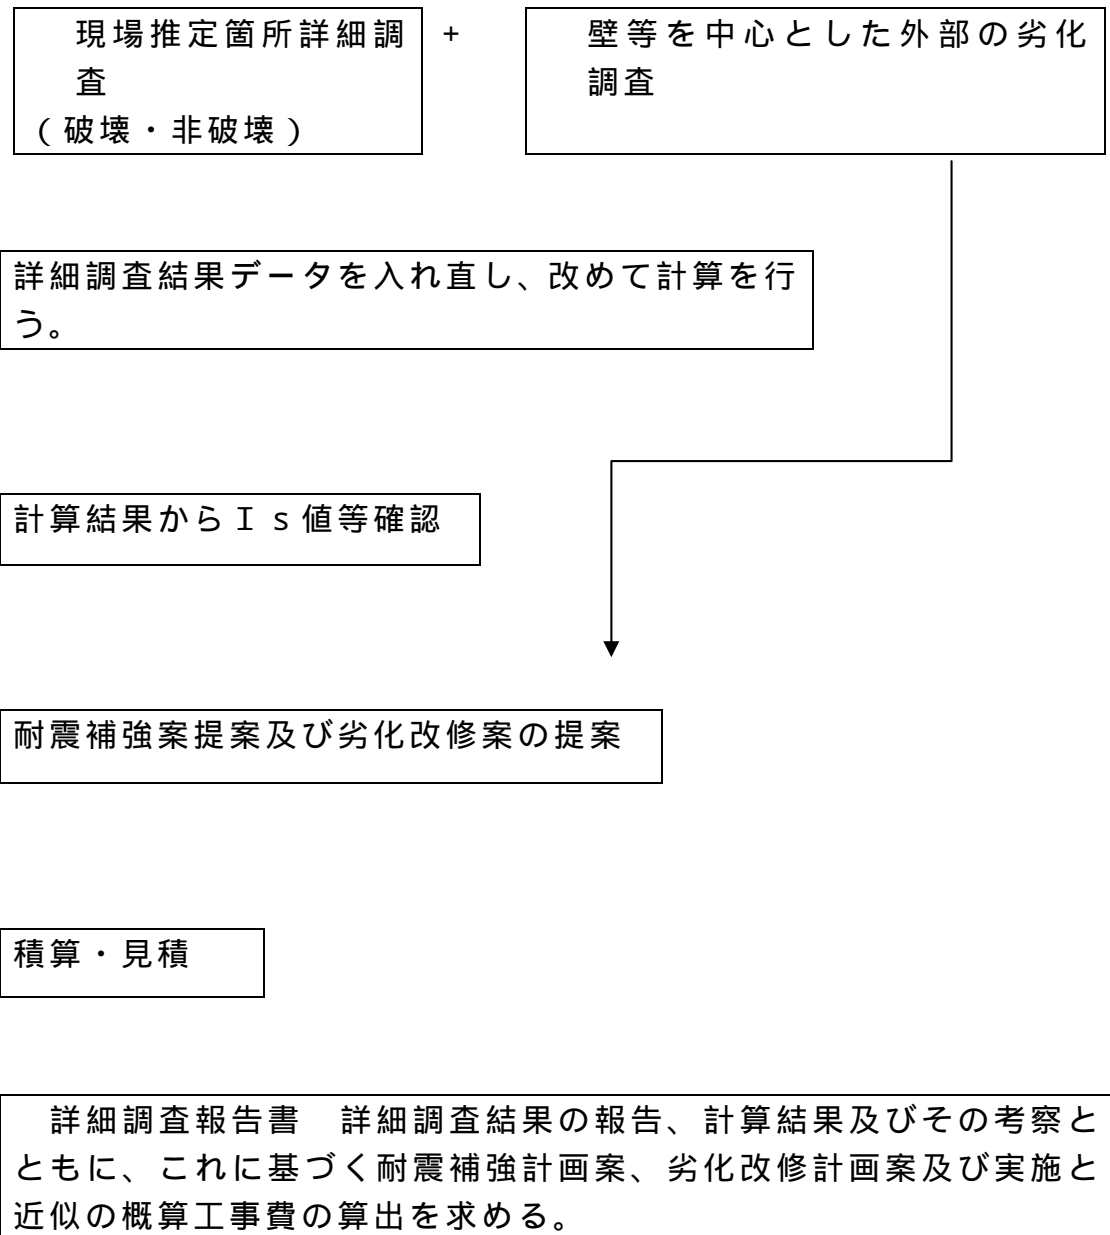 現場推定箇所詳細調 + 壁等を中心とした外部の劣化
査 調査
（破壊・非破壊）
詳細調査結果データを入れ直し、改めて計算を行
う。
計算結果からＩｓ値等確認
耐震補強案提案及び劣化改修案の提案
積算・見積
詳細調査報告書　詳細調査結果の報告、計算結果及びその考察と
ともに、これに基づく耐震補強計画案、劣化改修計画案及び実施と
近似の概算工事費の算出を求める。